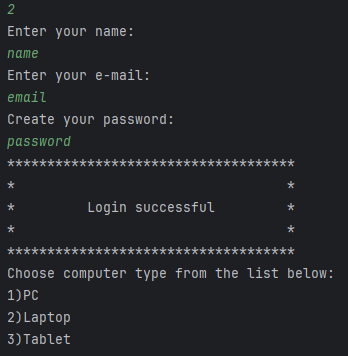 2
Enter your name:
name
Enter your e-mail:
email
Create your password:
password
************************************
*                                  *
*         Login successful         *
*                                  *
************************************
Choose computer type from the list below:
1)PC
2)Laptop
3)Tablet